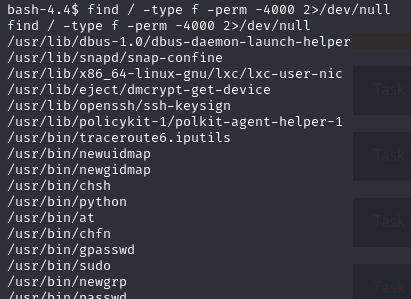 bash-4.4$ find / -type f -perm -4000 2>/dev/null
find / -type f -perm -4000 2>/dev/null
/usr/lib/dbus-1.0/dbus-daemon-launch-helper
/usr/lib/snapd/snap-confine
/usr/lib/x86_64-linux-gnu/lxc/lxc-user-nic
/usr/lib/eject/dmcrypt-get-device
/usr/lib/openssh/ssh-keysign
/usr/lib/policykit-1/polkit-agent-helper-1
/usr/bin/traceroute6.iputils
/usr/bin/newuidmap
/usr/bin/newgidmap
/usr/bin/chsh
/usr/bin/python
/usr/bin/at
/usr/bin/chfn
/usr/bin/gpasswd
/usr/bin/sudo
/usr/bin/newgrp
/usr/bin/passwd
Task
Task
Task
Task